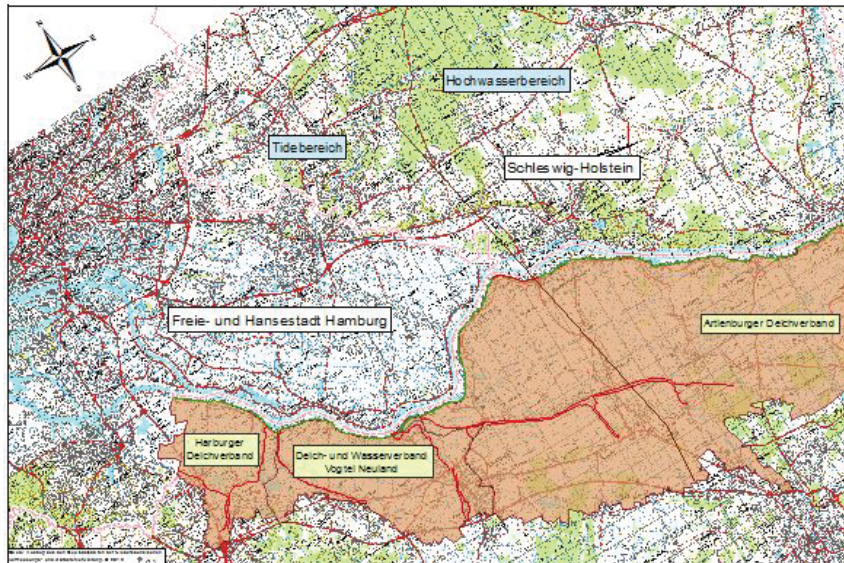 N
W
S
Hochwasserbereich
Tidebereich
Schleswig-Holstein
Freie- und Hansestadt Hamburg
Artlenburger Deichverband
Harburger
Deichverband
Deich- und Wasserverband
Vogtei Neuland